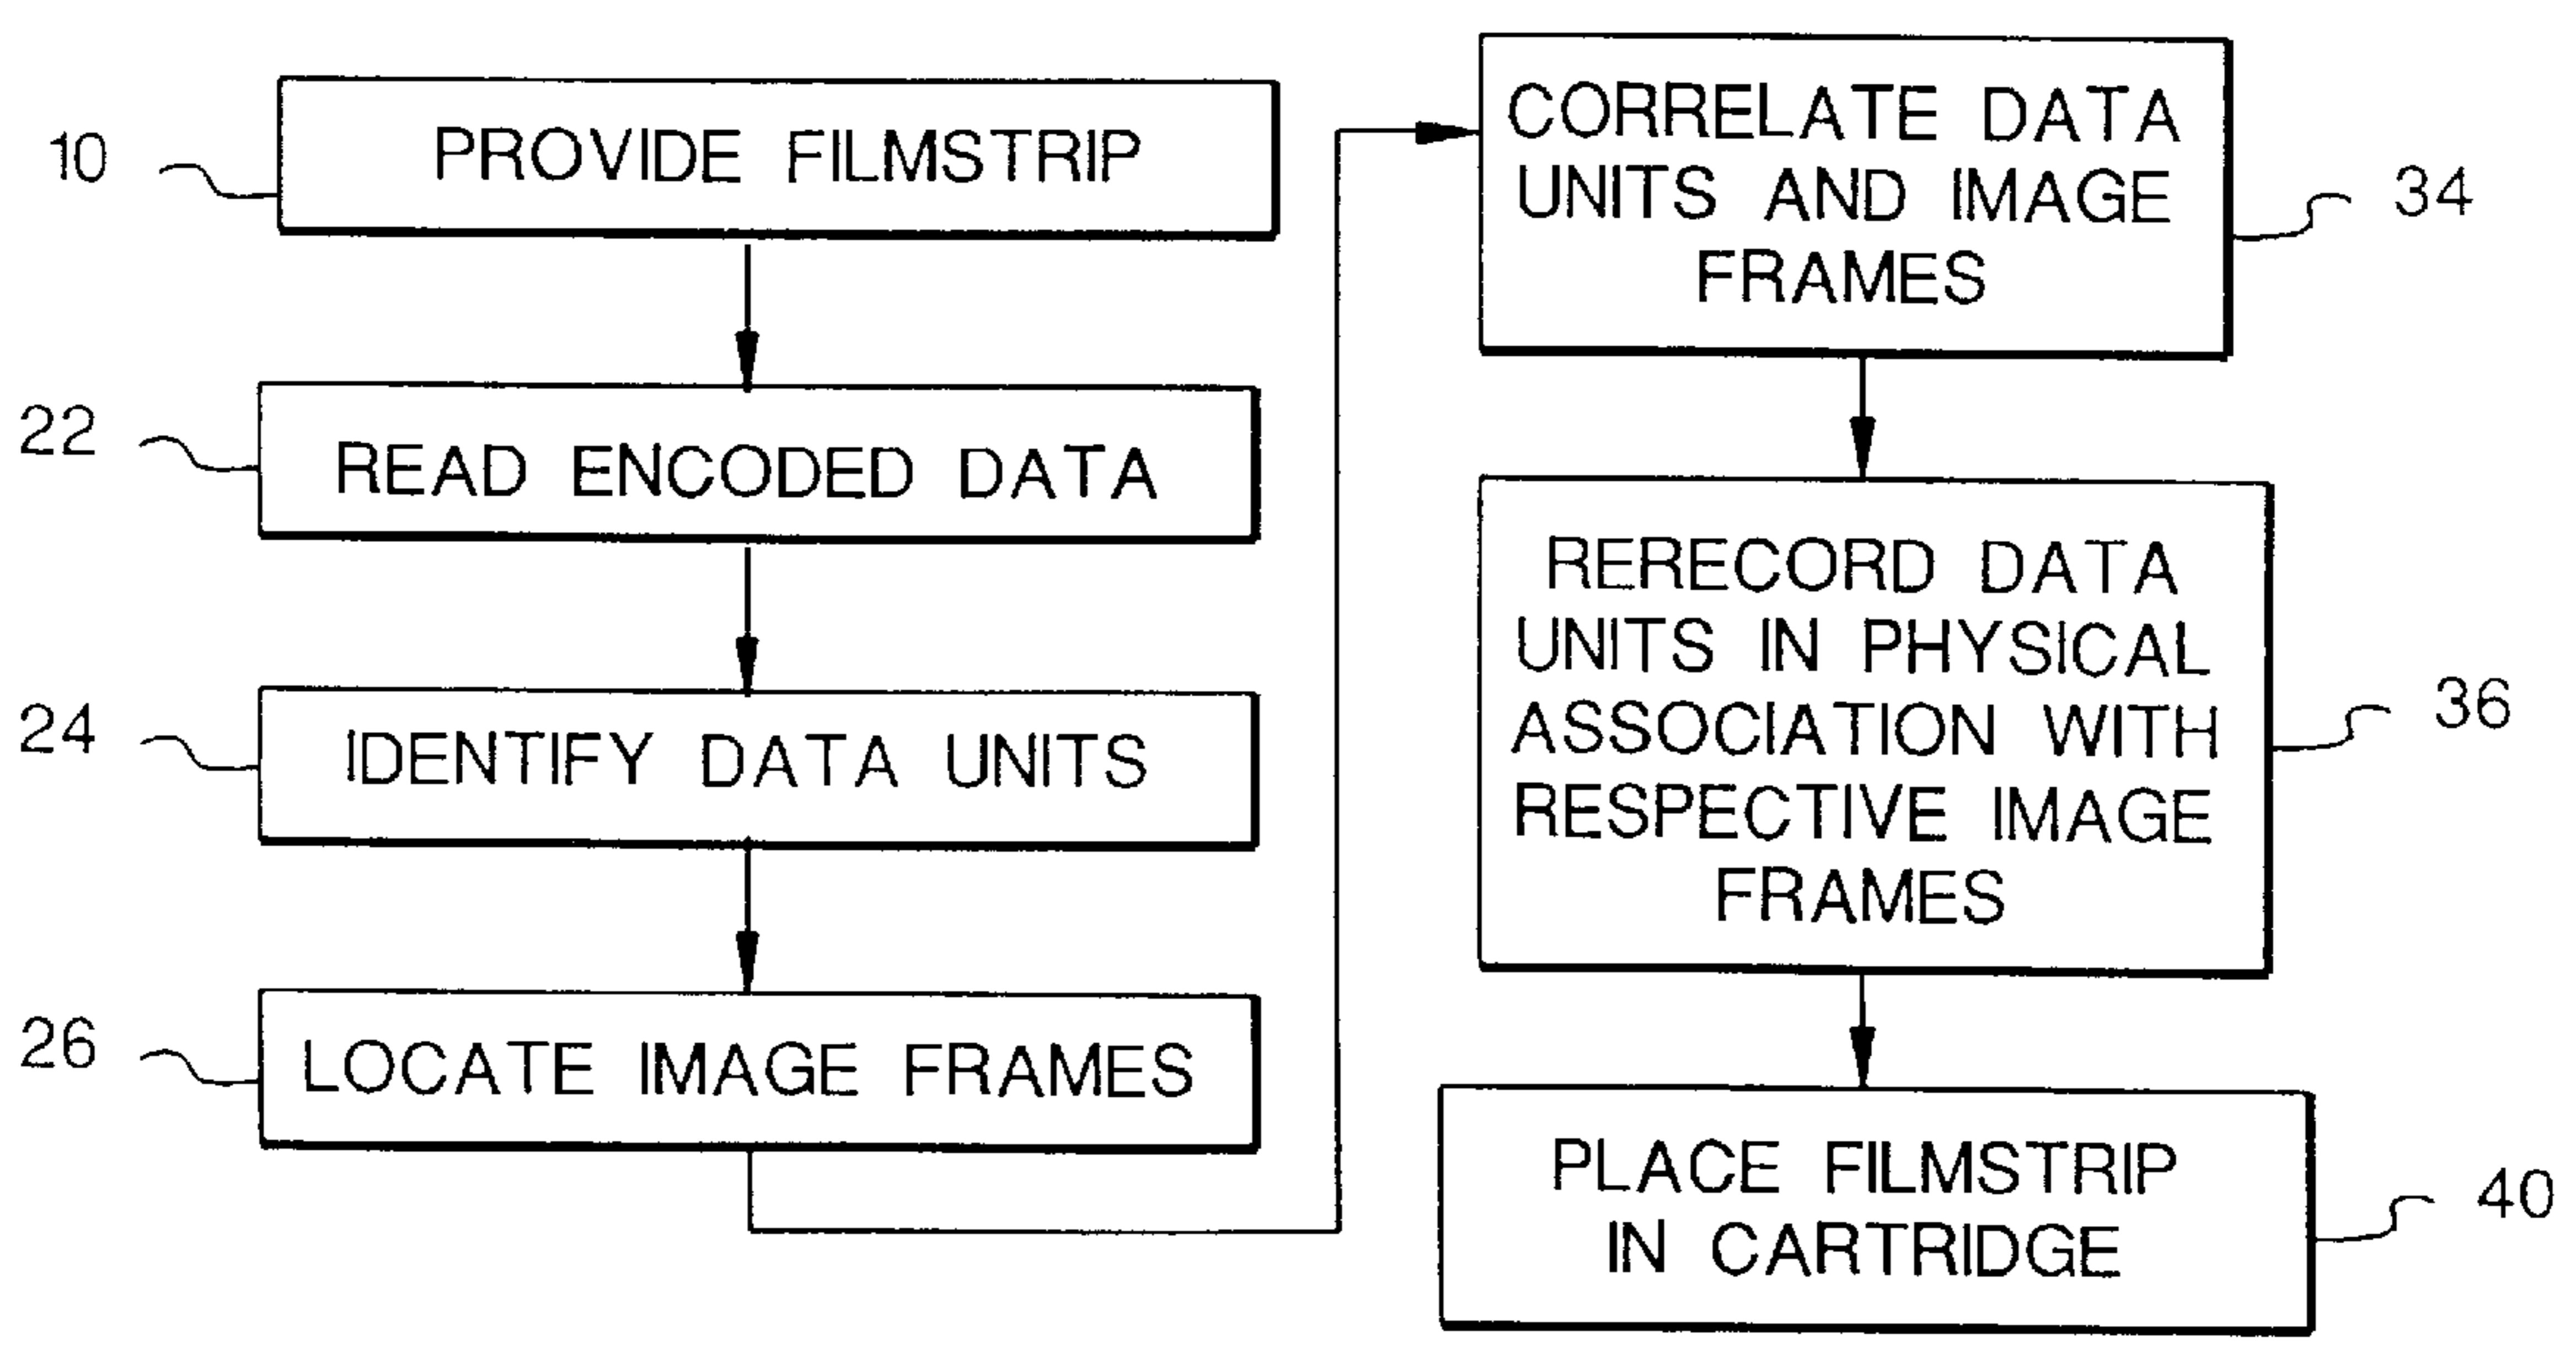 10
PROVIDE FILMSTRIP
22
READ ENCODED DATA
24
IDENTIFY DATA UNITS
26
LOCATE IMAGE FRAMES
CORRELATE DATA
UNITS AND IMAGE
FRAMES
34
RERECORD DATA
UNITS IN PHYSICAL
ASSOCIATION WITH
RESPECTIVE IMAGE
FRAMES
36
PLACE FILMSTRIP
IN CARTRIDGE
40